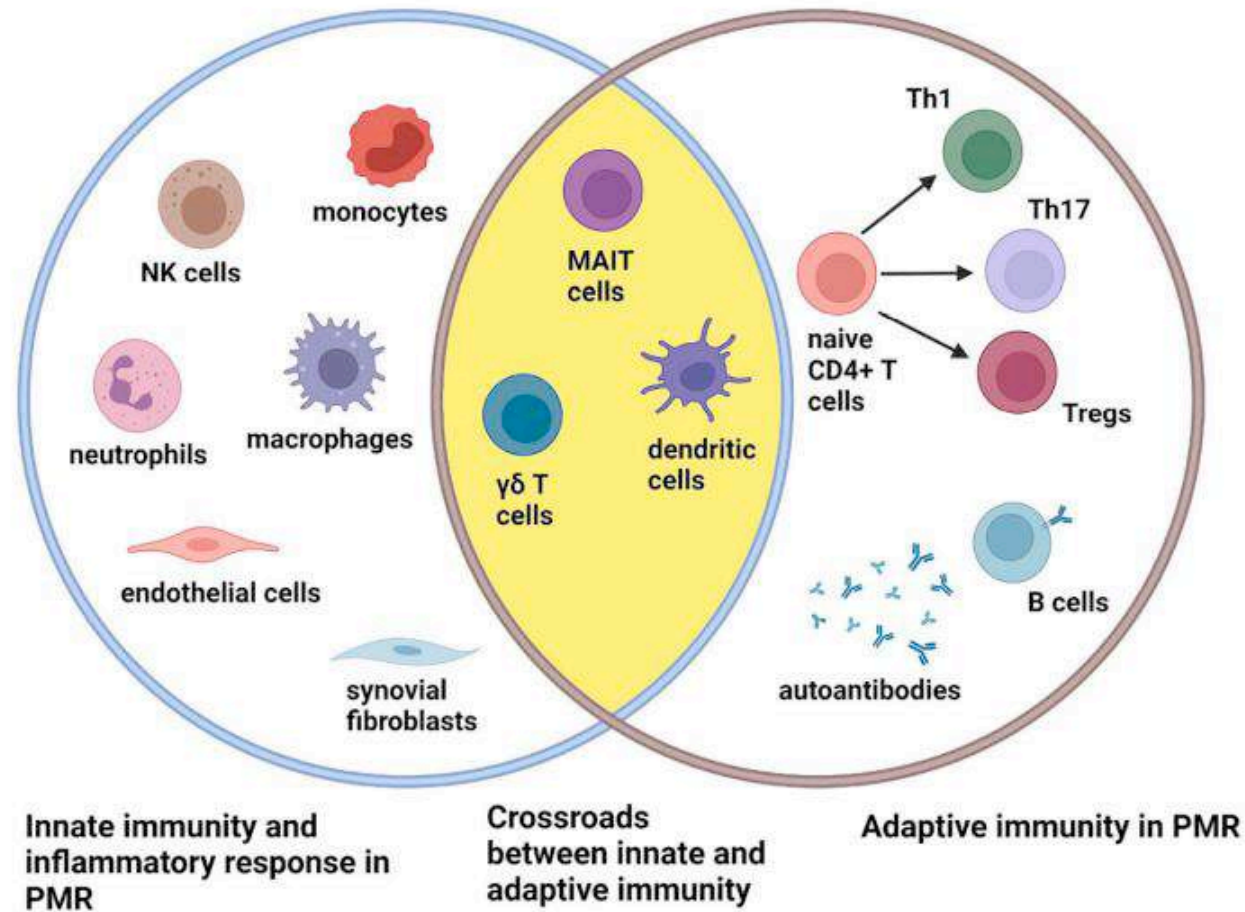 monocytes
NK cells
neutrophils
macrophages
endothelial cells
synovial
fibroblasts
MAIT
cells
γδ T
cells
dendritic
cells
Th1
Th17
naive
CD4+ T
cells
Tregs
B cells
autoantibodies
Innate immunity and
inflammatory response in
PMR
Crossroads
between innate and
adaptive immunity
Adaptive immunity in PMR